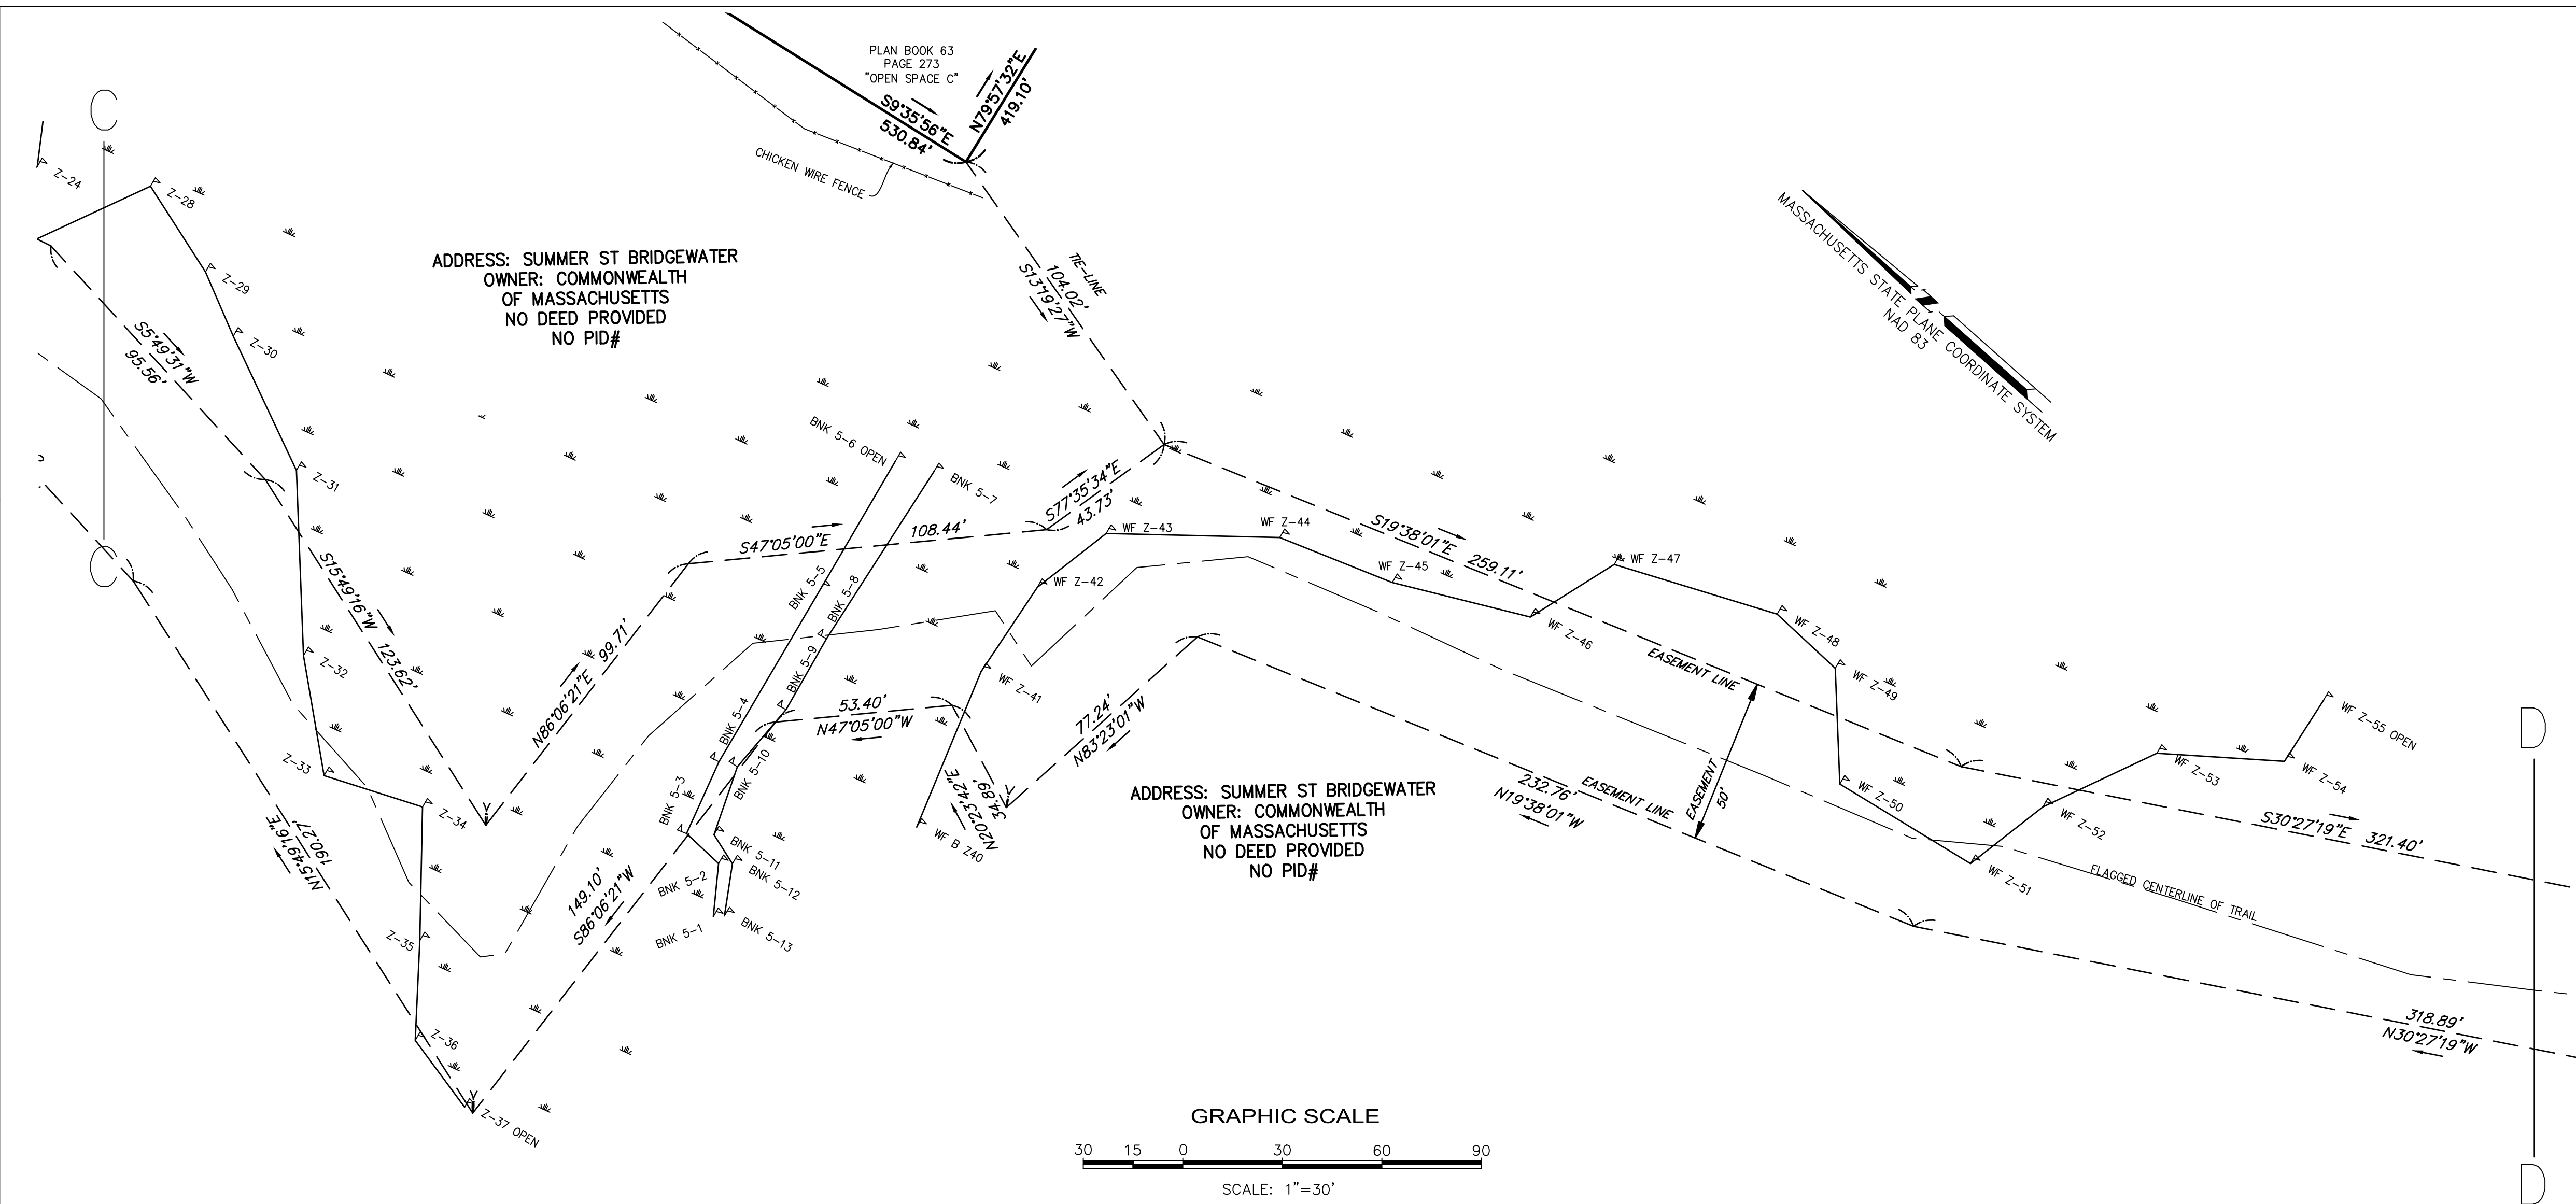 PLAN BOOK 63
PAGE 273
"OPEN SPACE C"
S9°35'56"E
530.84'
N79°57'32"E
419.10'
CHICKEN WIRE FENCE
C
C
Z-24
Z-28
Z-29
Z-30
Z-31
Z-32
Z-33
Z-34
Z-35
Z-36
Z-37 OPEN
ADDRESS: SUMMER ST BRIDGEWATER
OWNER: COMMONWEALTH
OF MASSACHUSETTS
NO DEED PROVIDED
NO PID#
S5°49'31"W
95.56'
S15°49'16"W
123.62'
N15°49'16"E
190.27'
N86°06'21"E 99.71'
149.10'
S86°06'21"W
TIE-LINE
104.02'
S13°19'27"W
MASSACHUSETTS STATE PLANE COORDINATE SYSTEM
NAD 83
BNK 5-6 OPEN
BNK 5-7
S47°05'00"E 108.44'
S77°35'34"E
43.73'
BNK 5-5
BNK 5-8
BNK 5-9
BNK 5-4
BNK 5-10
BNK 5-3
BNK 5-11
BNK 5-2
BNK 5-12
BNK 5-1
BNK 5-13
53.40'
N47°05'00"W
N20°23'42"E
34.89'
77.24'
N83°23'01"W
WF B Z40
WF Z-41
WF Z-42
WF Z-43
WF Z-44
WF Z-45
WF Z-46
WF Z-47
WF Z-48
WF Z-49
WF Z-50
WF Z-51
WF Z-52
WF Z-53
WF Z-54
WF Z-55 OPEN
S19°38'01"E 259.11'
EASEMENT LINE
EASEMENT
50'
232.76'
N19°38'01"W
EASEMENT LINE
S30°27'19"E 321.40'
FLAGGED CENTERLINE OF TRAIL
318.89'
N30°27'19"W
ADDRESS: SUMMER ST BRIDGEWATER
OWNER: COMMONWEALTH
OF MASSACHUSETTS
NO DEED PROVIDED
NO PID#
D
D
GRAPHIC SCALE
30 15 0 30 60 90
SCALE: 1"=30'